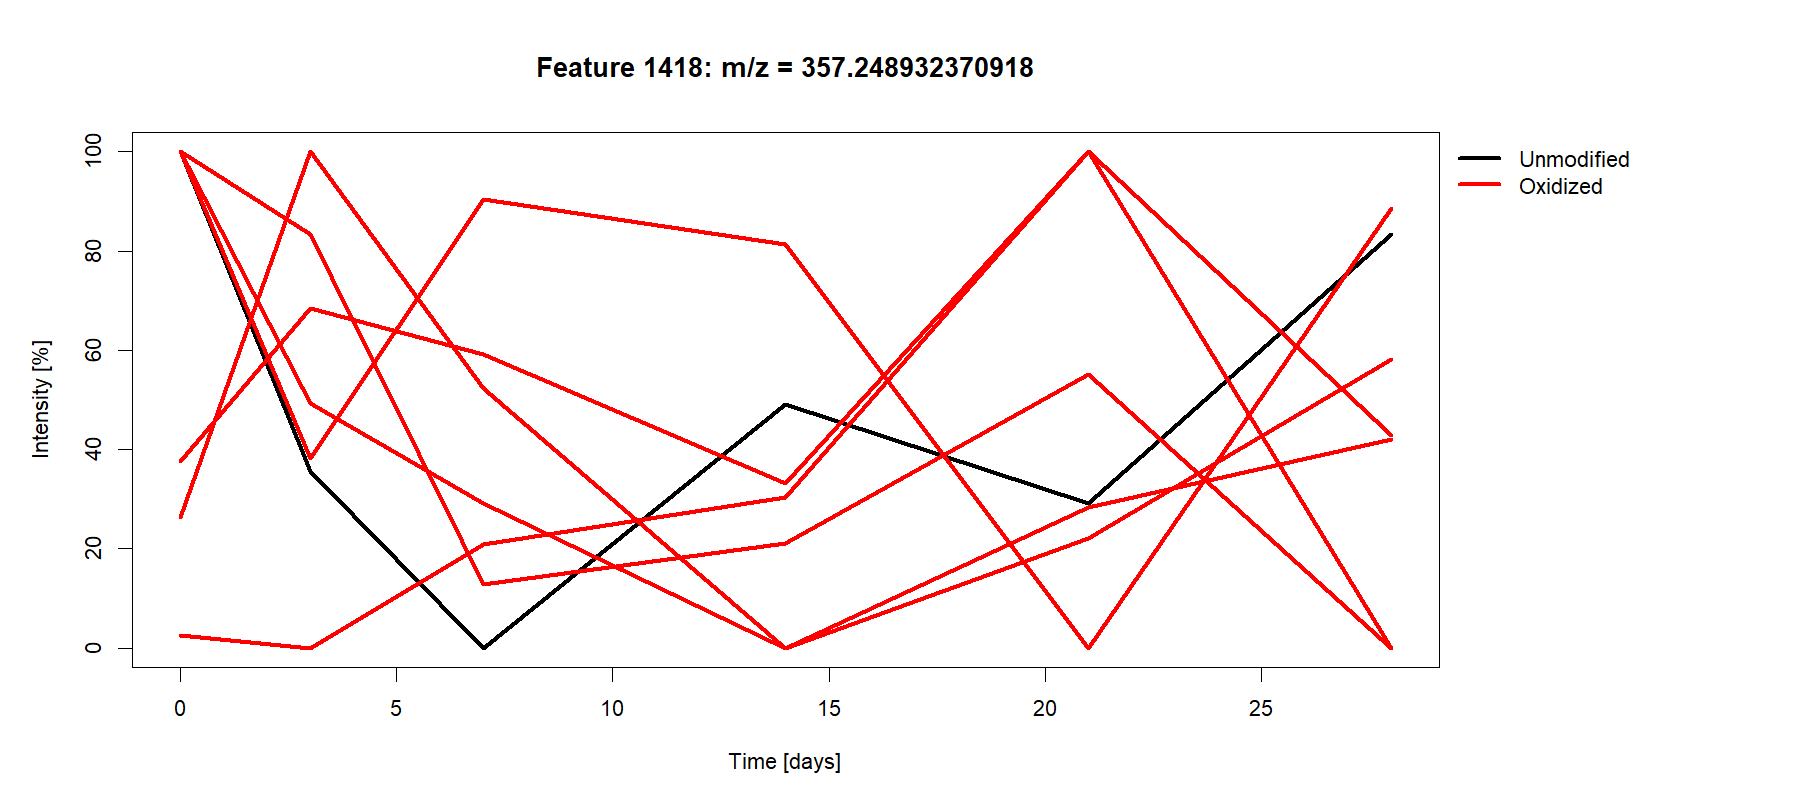 Feature 1418: m/z = 357.248932370918
Unmodified
Oxidized
100
80
60
40
20
0
Intensity [%]
0 5 10 15 20 25
Time [days]